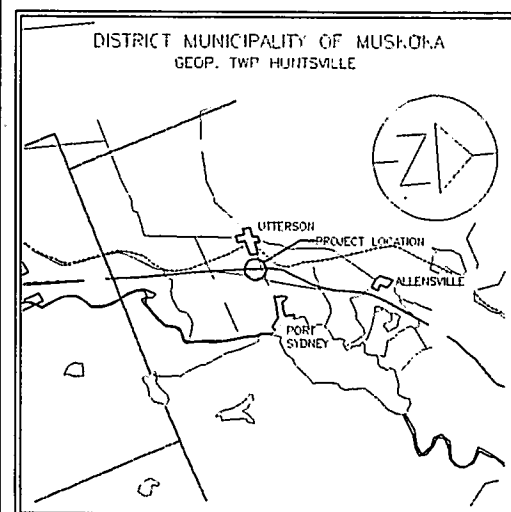 DISTRICT MUNICIPALITY OF MUSKOKA
GEOP. TWP HUNTSVILLE
N
UTTERSON
PROJECT LOCATION
ALLENSVILLE
PORT
SYDNEY